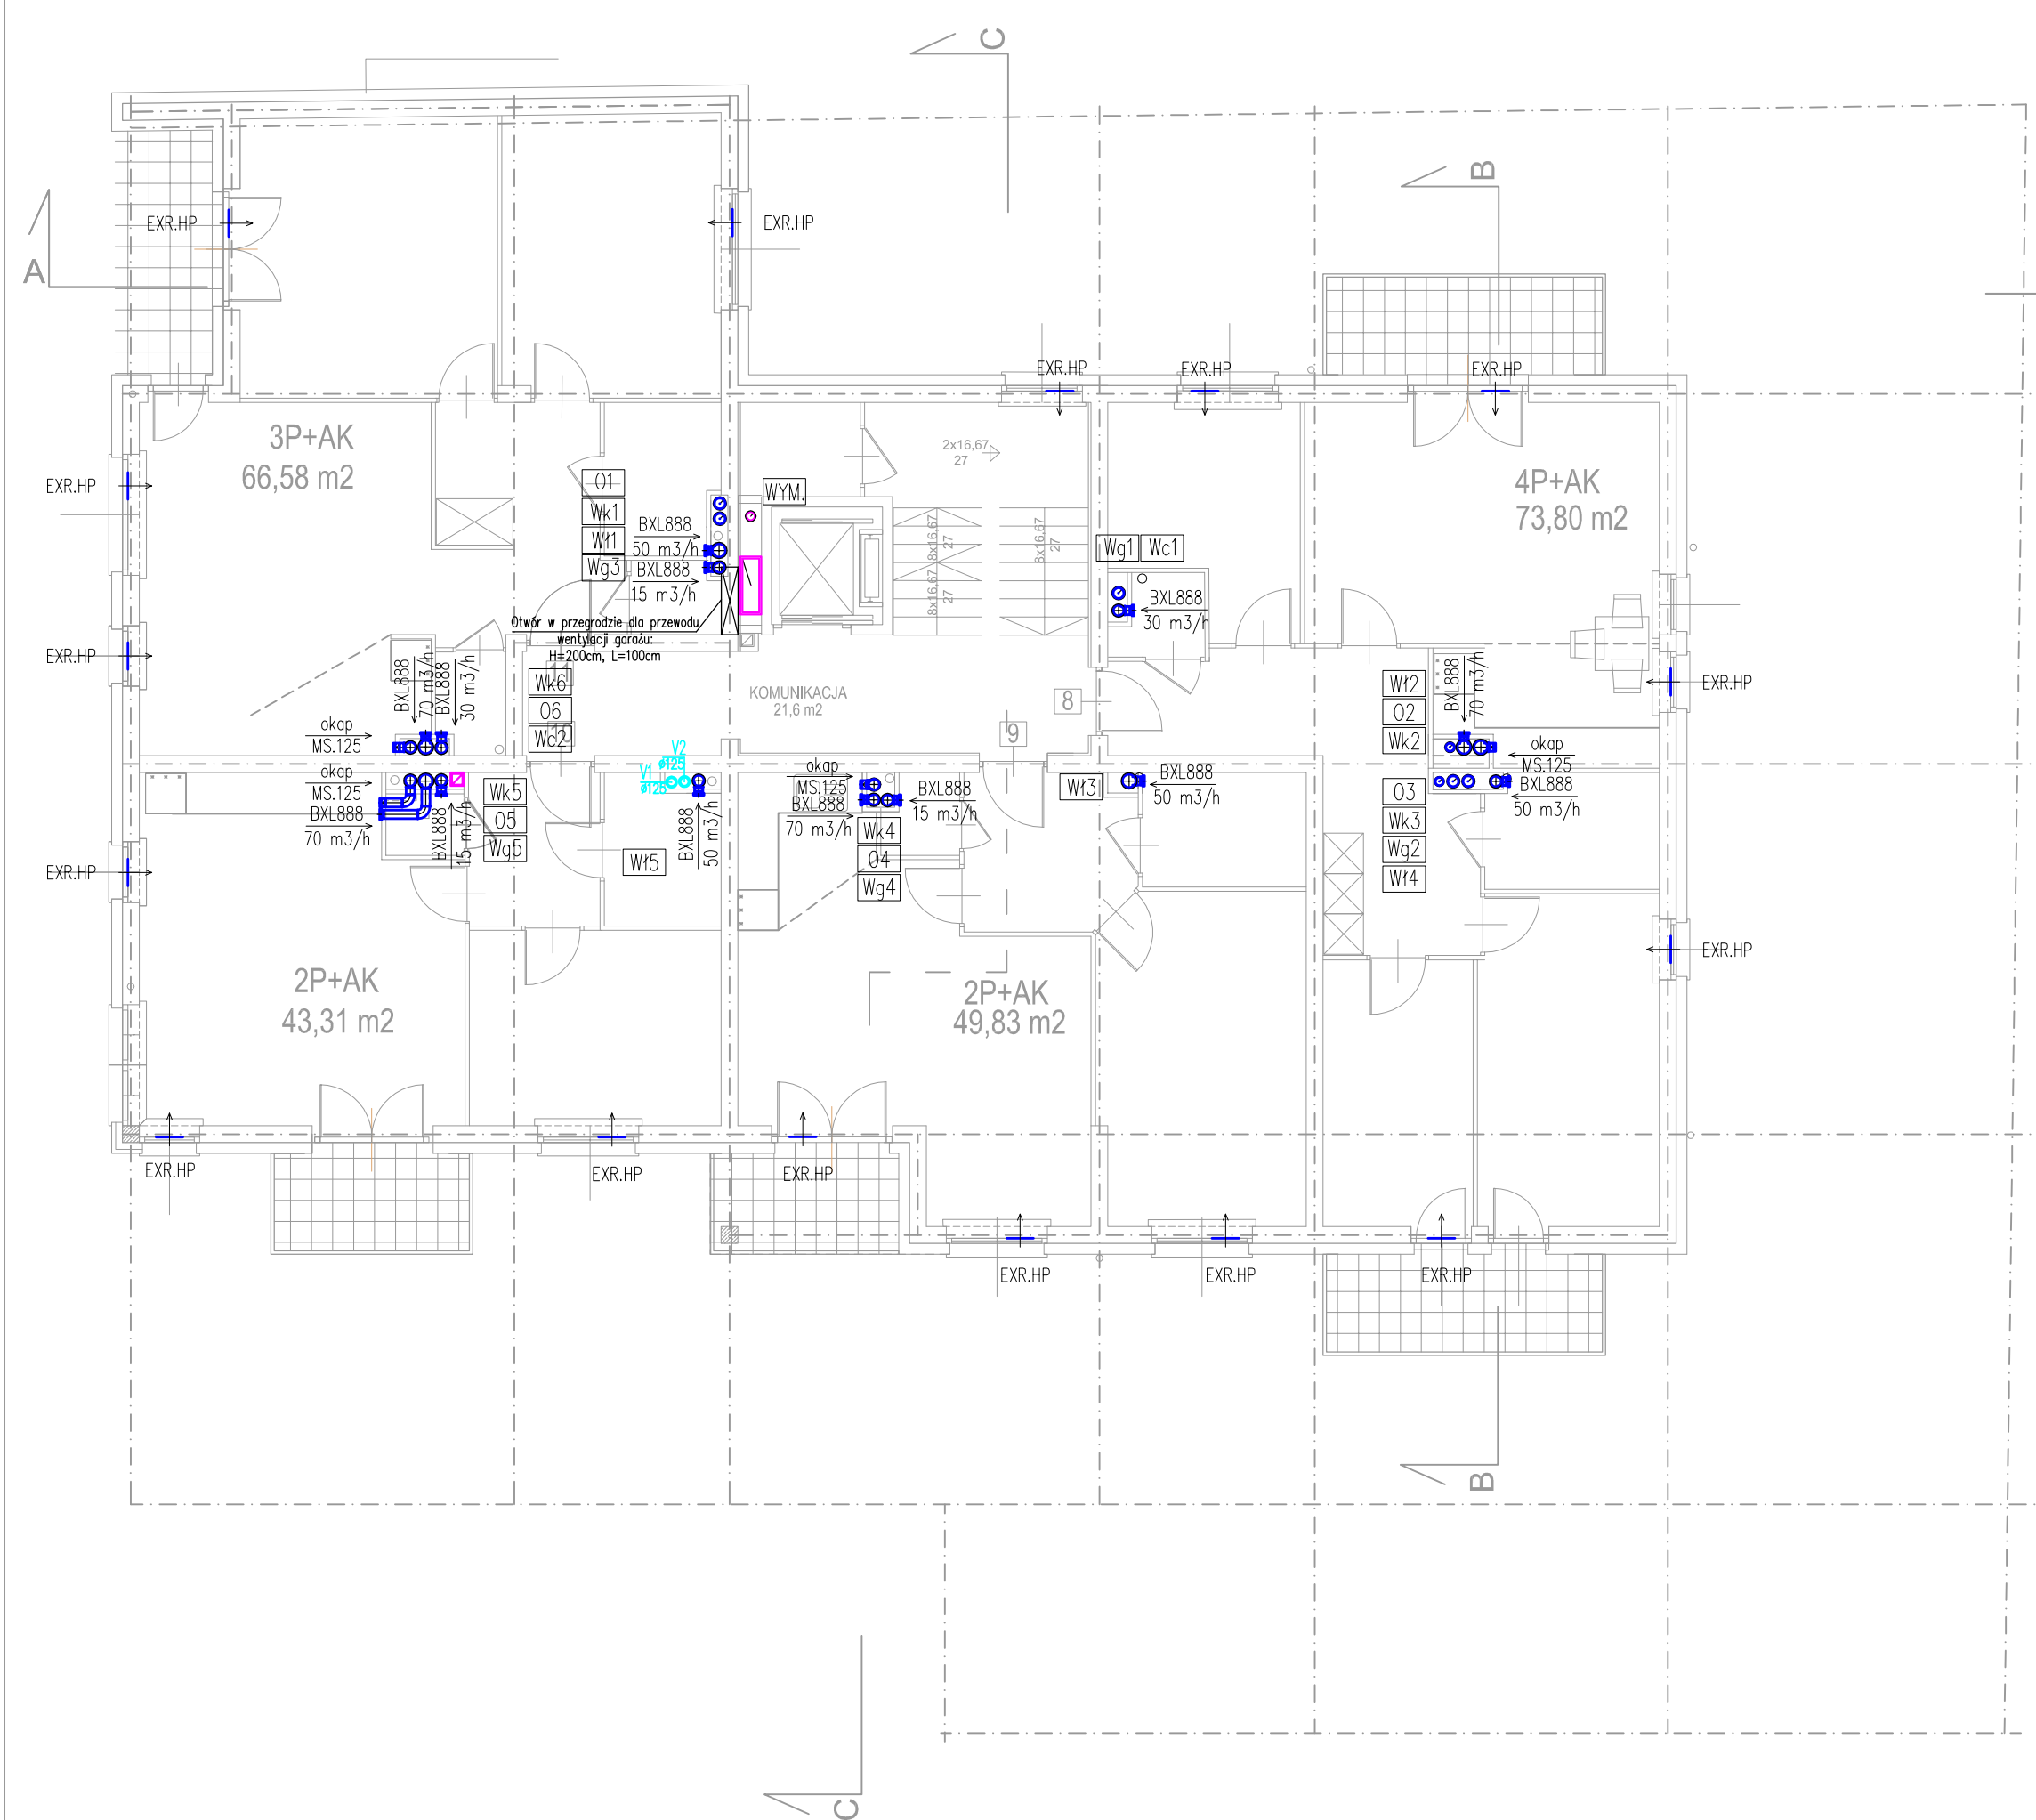 C
B
A
EXR.HP
EXR.HP
EXR.HP
EXR.HP
EXR.HP
3P+AK
66,58 m2
2x16,67
27
4P+AK
73,80 m2
EXR.HP
O1
Wk1
Wł1
Wg3
WYM.
BXL888
50 m3/h
BXL888
15 m3/h
8x16,67
27
8x16,67
27
8x16,67
27
Wg1
Wc1
BXL888
30 m3/h
Otwór w przegrodzie dla przewodu
wentylacji garażu:
H=200cm, L=100cm
EXR.HP
BXL888
70 m3/h
BXL888
30 m3/h
11
Wk6
O6
10
Wc2
KOMUNIKACJA
21,6 m2
8
9
Wł2
O2
Wk2
BXL888
70 m3/h
EXR.HP
okap
MS.125
okap
MS.125
BXL888
70 m3/h
BXL888
15 m3/h
Wk5
O5
Wg5
V2
ø125
V1
ø125
BXL888
50 m3/h
Wł5
okap
MS.125
BXL888
70 m3/h
BXL888
15 m3/h
Wk4
O4
Wg4
Wł3
BXL888
50 m3/h
okap
MS.125
BXL888
50 m3/h
O3
Wk3
Wg2
Wł4
EXR.HP
EXR.HP
2P+AK
43,31 m2
2P+AK
49,83 m2
EXR.HP
EXR.HP
EXR.HP
EXR.HP
EXR.HP
EXR.HP
B
C